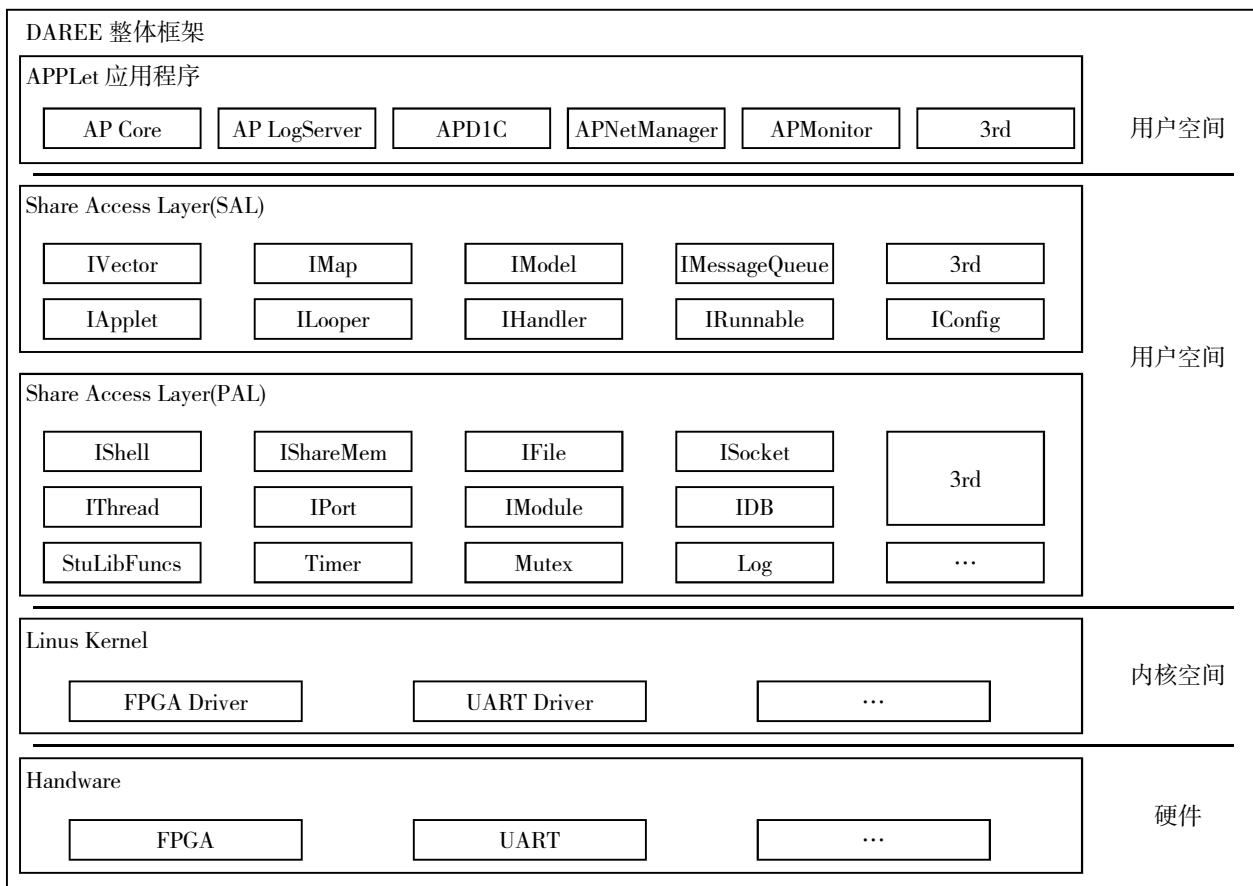 DAREE 整体框架
APPLet 应用程序
AP Core AP LogServer APD1C APNetManager APMonitor 3rd
用户空间
Share Access Layer(SAL)
IVector IMap IModel IMessageQueue 3rd
IApplet ILooper IHandler IRunnable IConfig
用户空间
Share Access Layer(PAL)
IShell IShareMem IFile ISocket
3rd
IThread IPort IModule IDB
StuLibFuncs Timer Mutex Log …
Linus Kernel
内核空间
FPGA Driver UART Driver …
Handware
硬件
FPGA UART …